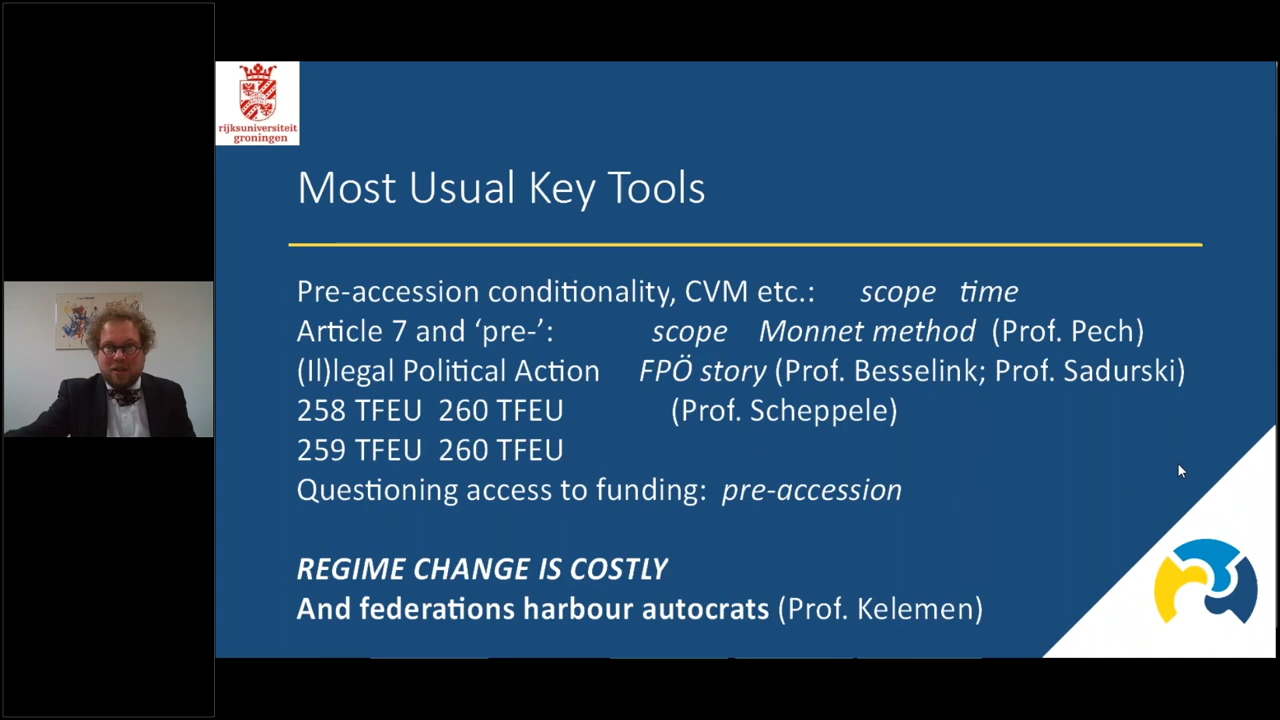 rijksuniversiteit
groningen
Most Usual Key Tools
Pre-accession conditionality, CVM etc.: scope time
Article 7 and ‘pre-’: scope Monnet method (Prof. Pech)
(Il)legal Political Action FPÖ story (Prof. Besselink; Prof. Sadurski)
258 TFEU 260 TFEU (Prof. Scheppele)
259 TFEU 260 TFEU
Questioning access to funding: pre-accession
REGIME CHANGE IS COSTLY
And federations harbour autocrats (Prof. Kelemen)